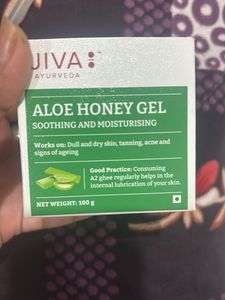 JIVA
AYURVEDA
ALOE HONEY GEL
SOOTHING AND MOISTURISING
Works on: Dull and dry skin, tanning, acne and
signs of ageing
Good Practice: Consuming
A2 ghee regularly helps in the
internal lubrication of your skin.
NET WEIGHT: 100 g